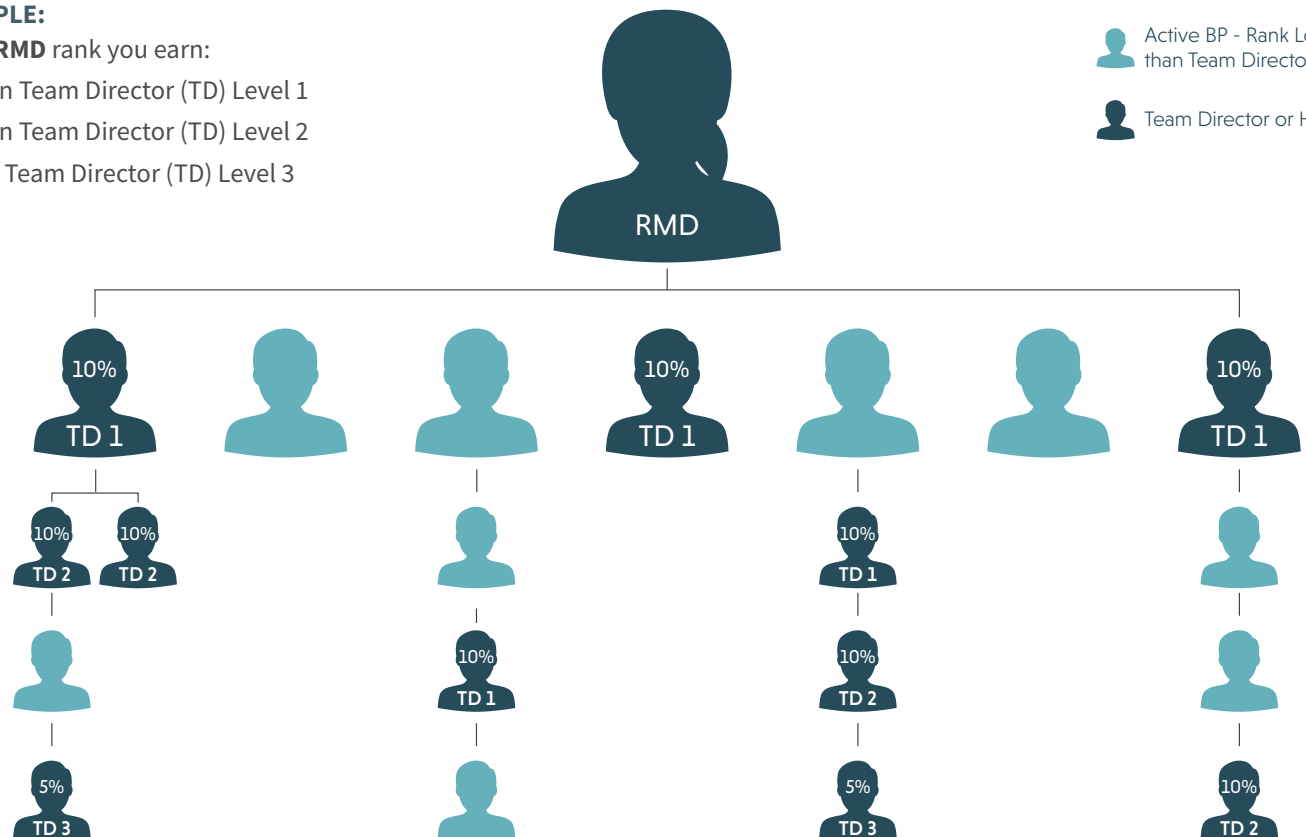 PLE:
RMD rank you earn:
n Team Director (TD) Level 1
n Team Director (TD) Level 2
Team Director (TD) Level 3
Active BP - Rank Lo
than Team Directo
Team Director or H
RMD
10%
TD 1
10%
TD 1
10%
TD 1
10%
TD 2
10%
TD 2
10%
TD 1
10%
TD 1
10%
TD 2
5%
TD 3
5%
TD 3
10%
TD 2